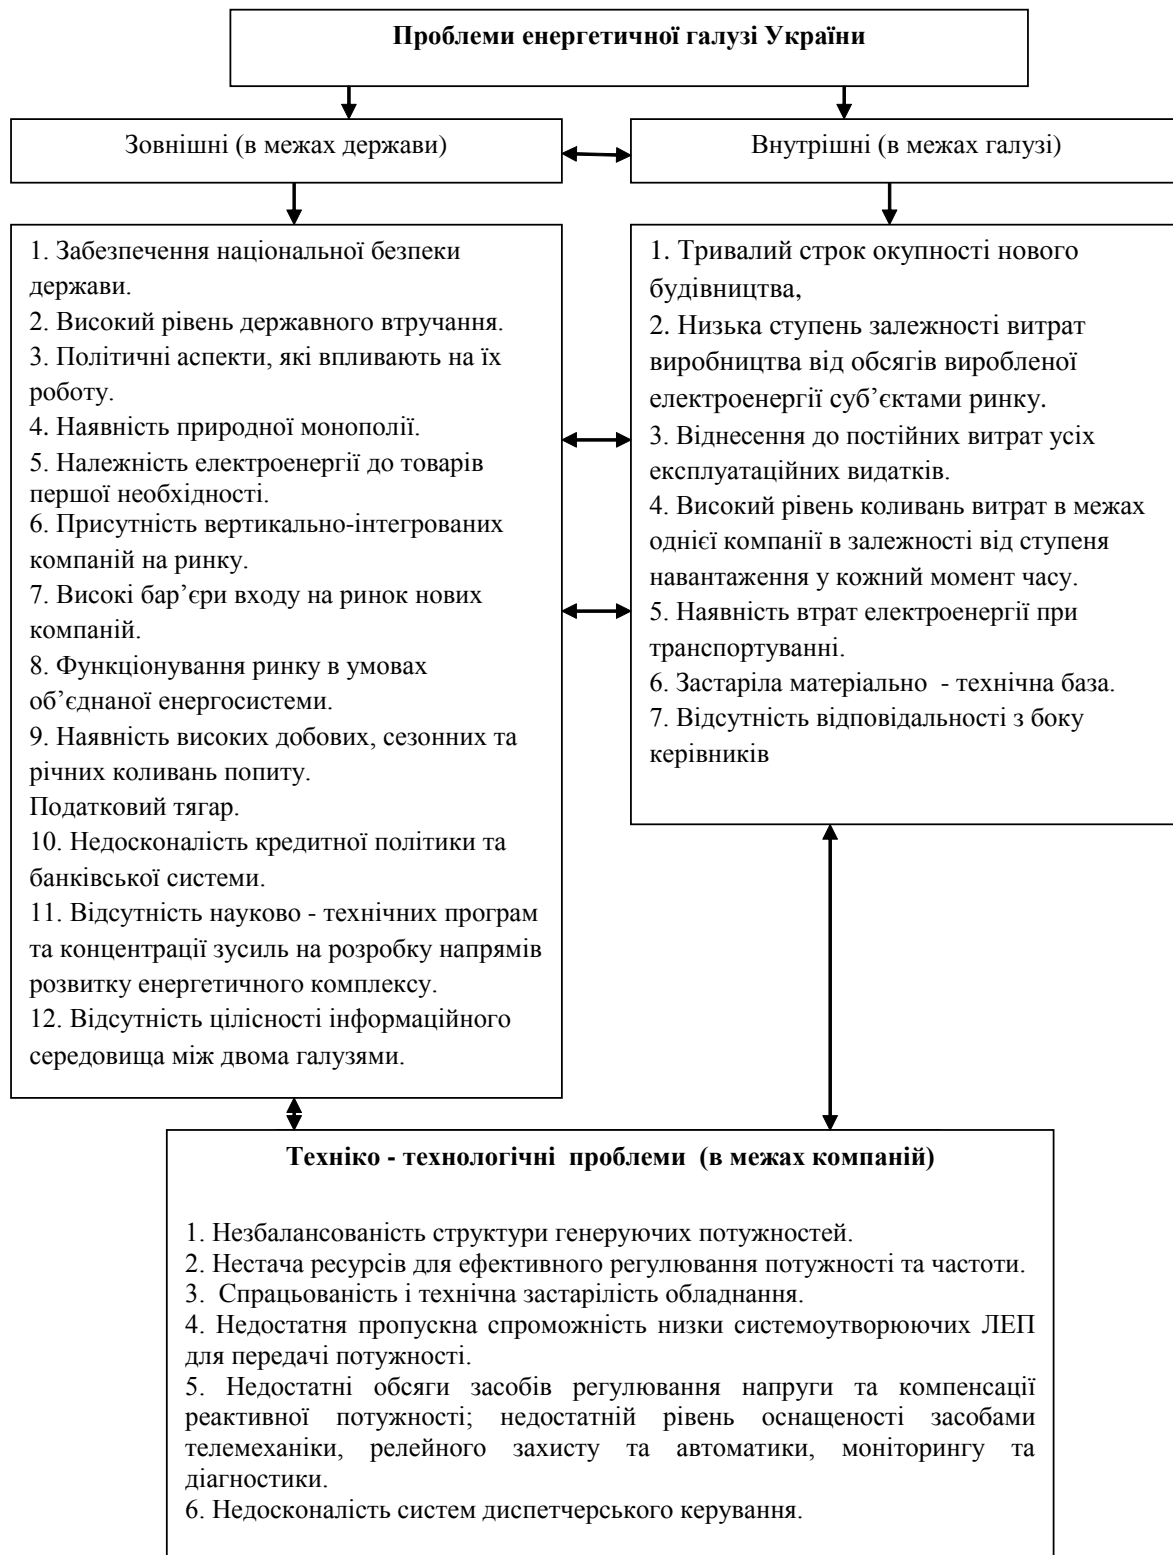 Проблеми енергетичної галузі України
Зовнішні (в межах держави)
Внутрішні (в межах галузі)
1. Забезпечення національної безпеки
держави.
2. Високий рівень державного втручання.
3. Політичні аспекти, які впливають на їх
роботу.
4. Наявність природної монополії.
5. Належність електроенергії до товарів
першої необхідності.
6. Присутність вертикально-інтегрованих
компаній на ринку.
7. Високі бар’єри входу на ринок нових
компаній.
8. Функціонування ринку в умовах
об’єднаної енергосистеми.
9. Наявність високих добових, сезонних та
річних коливань попиту.
Податковий тягар.
10. Недосконалість кредитної політики та
банківської системи.
11. Відсутність науково - технічних програм
та концентрації зусиль на розробку напрямів
розвитку енергетичного комплексу.
12. Відсутність цілісності інформаційного
середовища між двома галузями.
1. Тривалий строк окупності нового
будівництва,
2. Низька ступень залежності витрат
виробництва від обсягів виробленої
електроенергії суб’єктами ринку.
3. Віднесення до постійних витрат усіх
експлуатаційних видатків.
4. Високий рівень коливань витрат в межах
однієї компанії в залежності від ступеня
навантаження у кожний момент часу.
5. Наявність втрат електроенергії при
транспортуванні.
6. Застаріла матеріально - технічна база.
7. Відсутність відповідальності з боку
керівників
Техніко - технологічні проблеми (в межах компаній)
1. Незбалансованість структури генеруючих потужностей.
2. Нестача ресурсів для ефективного регулювання потужності та частоти.
3. Спрацьованість і технічна застарілість обладнання.
4. Недостатня пропускна спроможність низки системоутворюючих ЛЕП
для передачі потужності.
5. Недостатні обсяги засобів регулювання напруги та компенсації
реактивної потужності; недостатній рівень оснащеності засобами
телемеханіки, релейного захисту та автоматики, моніторингу та
діагностики.
6. Недосконалість систем диспетчерського керування.